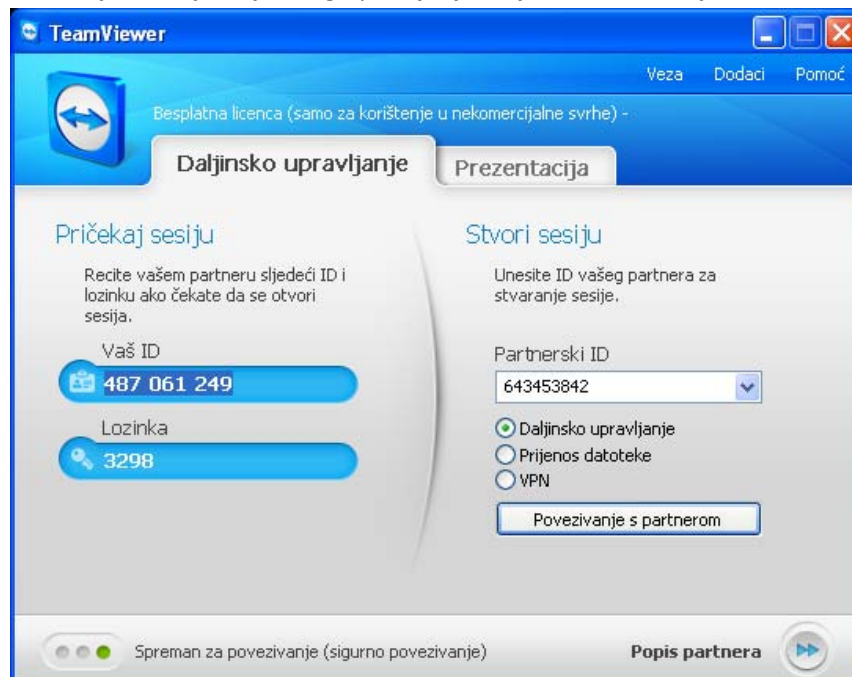 TeamViewer
Veza Dodaci Pomoć
Besplatna licenca (samo za korištenje u nekomercijalne svrhe) -
Daljinsko upravljanje Prezentacija
Pričekaj sesiju
Recite vašem partneru sljedeći ID i
lozinku ako čekate da se otvori
sesija.
Vaš ID
487 061 249
Lozinka
3298
Stvori sesiju
Unesite ID vašeg partnera za
stvaranje sesije.
Partnerski ID
643453842
Daljinsko upravljanje
Prijenos datoteke
VPN
Povezivanje s partnerom
Spreman za povezivanje (sigurno povezivanje)
Popis partnera